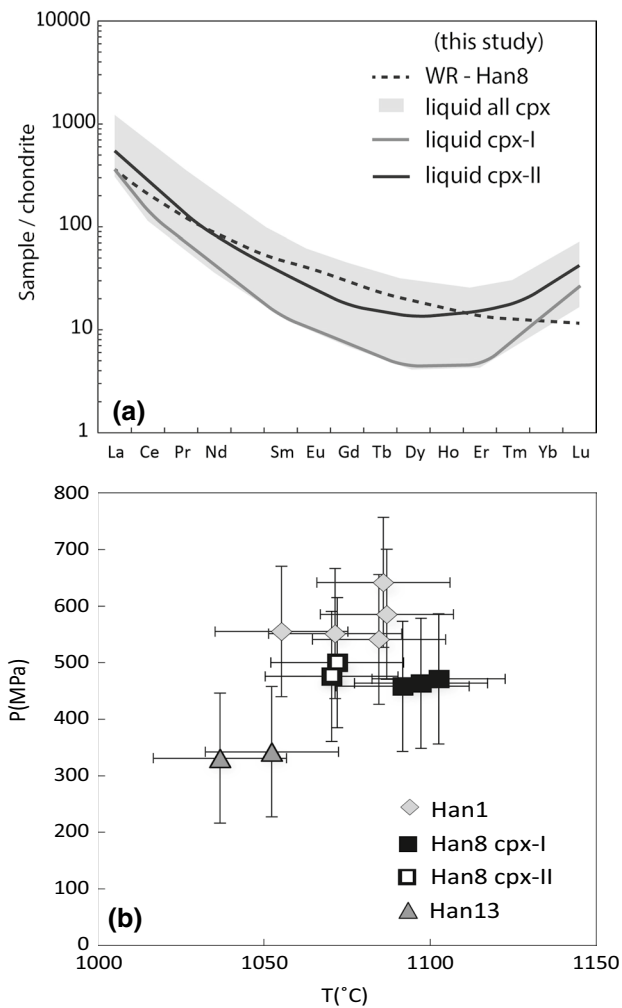 (this study)
WR - Han8
liquid all cpx
liquid cpx-I
liquid cpx-II
10000
1000
100
10
1
Sample / chondrite
(a)
La Ce Pr Nd Sm Eu Gd Tb Dy Ho Er Tm Yb Lu
800
700
600
500
400
300
200
100
0
P(MPa)
Han1
Han8 cpx-I
Han8 cpx-II
Han13
(b)
1000 1050 1100 1150
T(˚C)